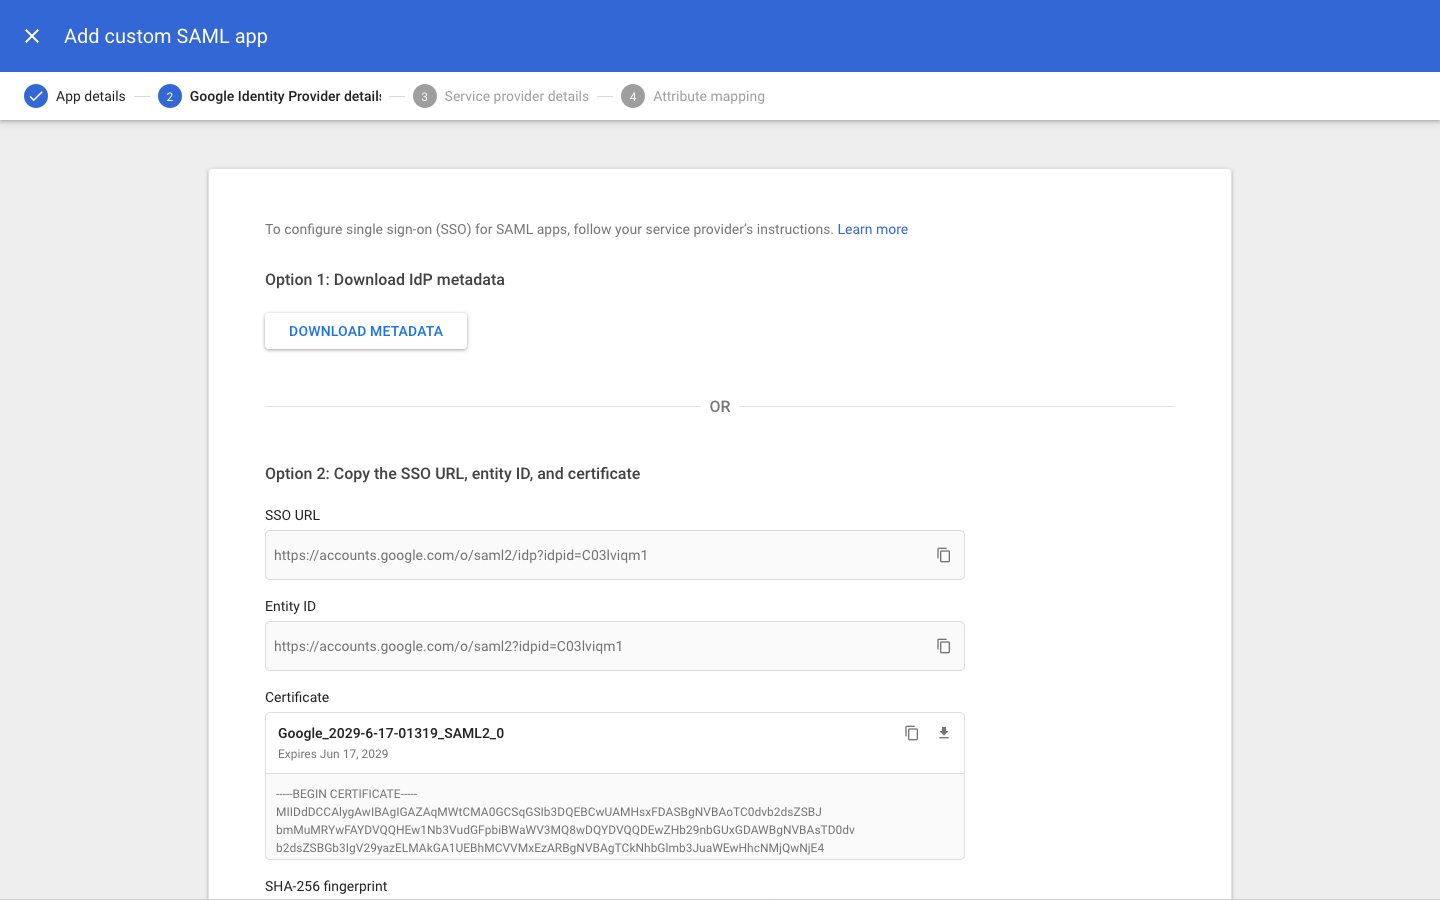 Add custom SAML app
App details
2 Google Identity Provider details
3 Service provider details
4 Attribute mapping
To configure single sign-on (SSO) for SAML apps, follow your service provider's instructions. Learn more
Option 1: Download IdP metadata
DOWNLOAD METADATA
OR
Option 2: Copy the SSO URL, entity ID, and certificate
SSO URL
https://accounts.google.com/o/saml2/idp?idpid=C03lviqm1
Entity ID
https://accounts.google.com/o/saml2?idpid=C03lviqm1
Certificate
Google_2029-6-17-01319_SAML2_0
Expires Jun 17, 2029
-----BEGIN CERTIFICATE-----
MIIDdDCCAlygAwIBAgIGAZAqMWtCMA0GCSqGSIb3DQEBCwUAMHsxFDASBgNVBAoTC0dvb2dsZSBJ
bmMuMRYwFAYDVQQHEw1Nb3VudGFpbiBWaWV3MQ8wDQYDVQQDEwZHb29nbGUxGDAWBgNVBAsTD0dv
b2dsZSBGb3IgV29yazELMAkGA1UEBhMCVVMxEzARBgNVBAgTCkNhbGlmb3JuaWEwHhcNMjQwNjE4
SHA-256 fingerprint